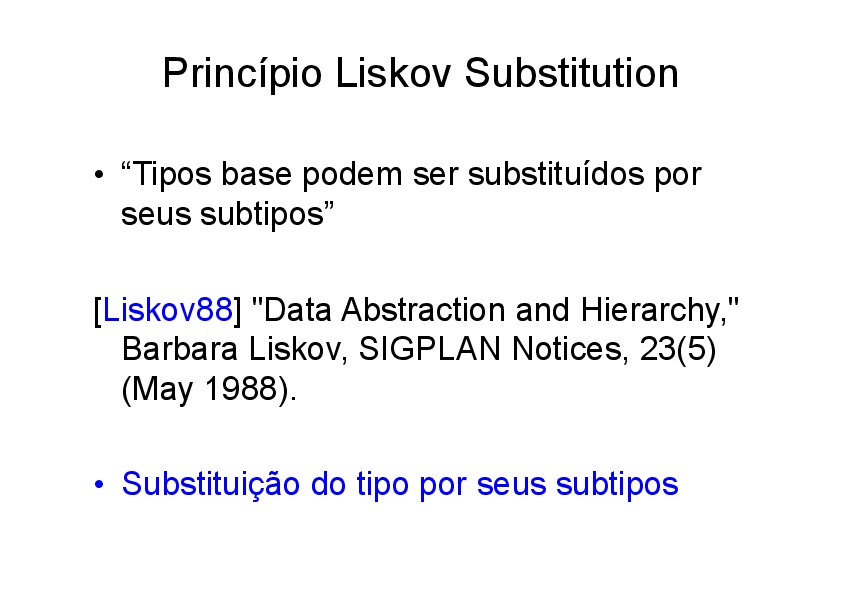 Princípio Liskov Substitution
• “Tipos base podem ser substituídos por
seus subtipos”
[Liskov88] "Data Abstraction and Hierarchy,"
Barbara Liskov, SIGPLAN Notices, 23(5)
(May 1988).
• Substituição do tipo por seus subtipos